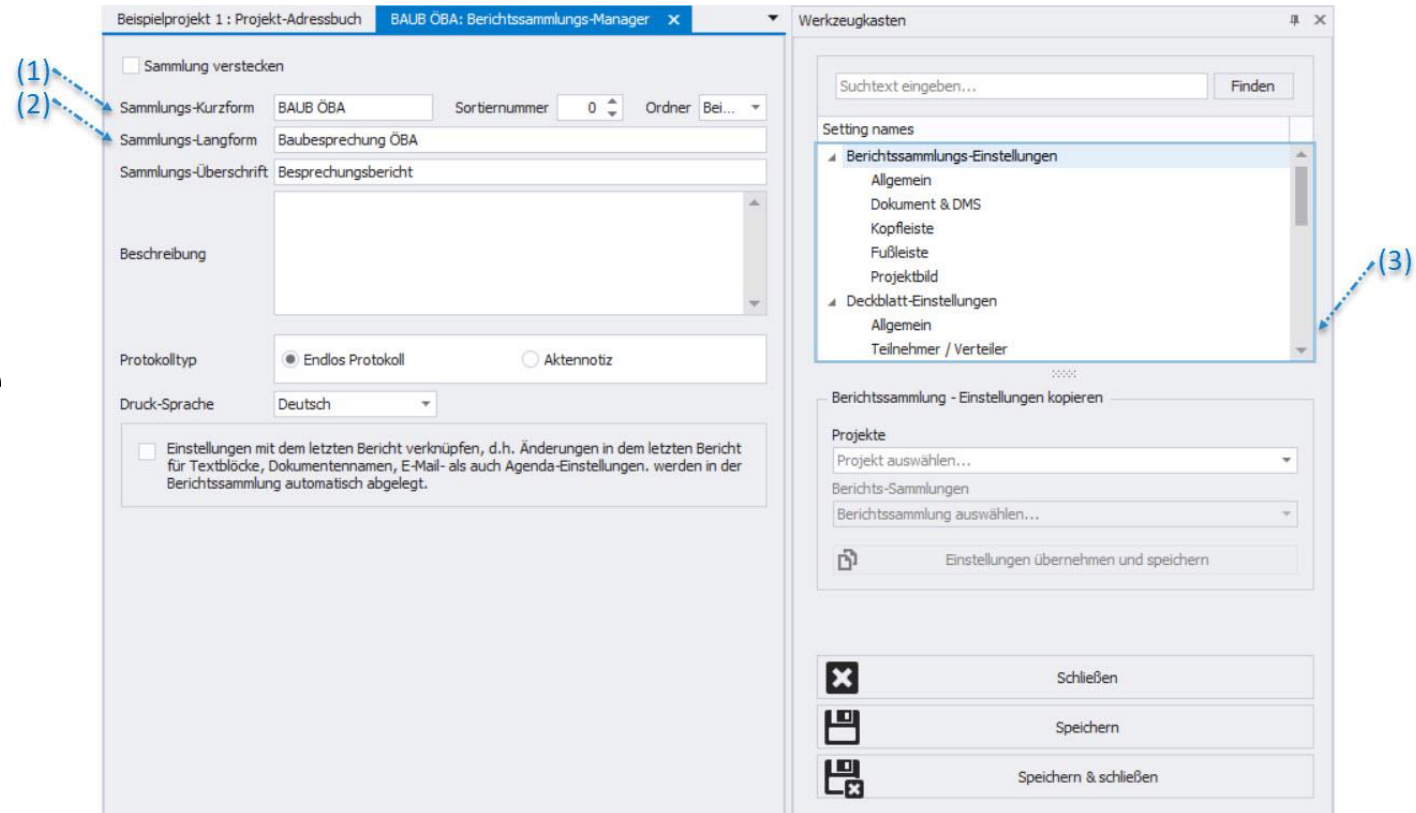 Beispielprojekt 1 : Projekt-Adressbuch
BAUB ÖBA: Berichtssammlungs-Manager
Sammlung verstecken
(1)
(2)
Sammlungs-Kurzform BAUB ÖBA Sortiernummer 0 Ordner Bei...
Sammlungs-Langform Baubesprechung ÖBA
Sammlungs-Überschrift Besprechungsbericht
Beschreibung
Protokolltyp Endlos Protokoll Aktennotiz
Druck-Sprache Deutsch
Einstellungen mit dem letzten Bericht verknüpfen, d.h. Änderungen in dem letzten Bericht
für Textblöcke, Dokumentennamen, E-Mail- als auch Agenda-Einstellungen. werden in der
Berichtssammlung automatisch abgelegt.
Werkzeugkasten
Suchtext eingeben... Finden
Setting names
Berichtssammlungs-Einstellungen
Allgemein
Dokument & DMS
Kopfleiste
Fußleiste
Projektbild
Deckblatt-Einstellungen
Allgemein
Teilnehmer / Verteiler
(3)
Berichtssammlung - Einstellungen kopieren
Projekte
Projekt auswählen...
Berichts-Sammlungen
Berichtssammlung auswählen...
Einstellungen übernehmen und speichern
Schließen
Speichern
Speichern & schließen